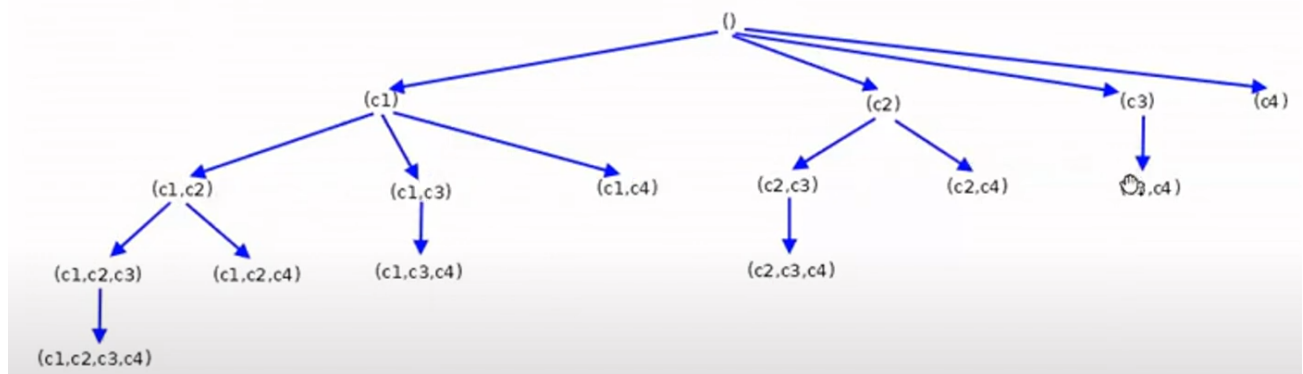 ()
(c1) (c2) (c3) (c4)
(c1,c2) (c1,c3) (c1,c4) (c2,c3) (c2,c4) 3,c4)
(c1,c2,c3) (c1,c2,c4) (c1,c3,c4) (c2,c3,c4)
(c1,c2,c3,c4)